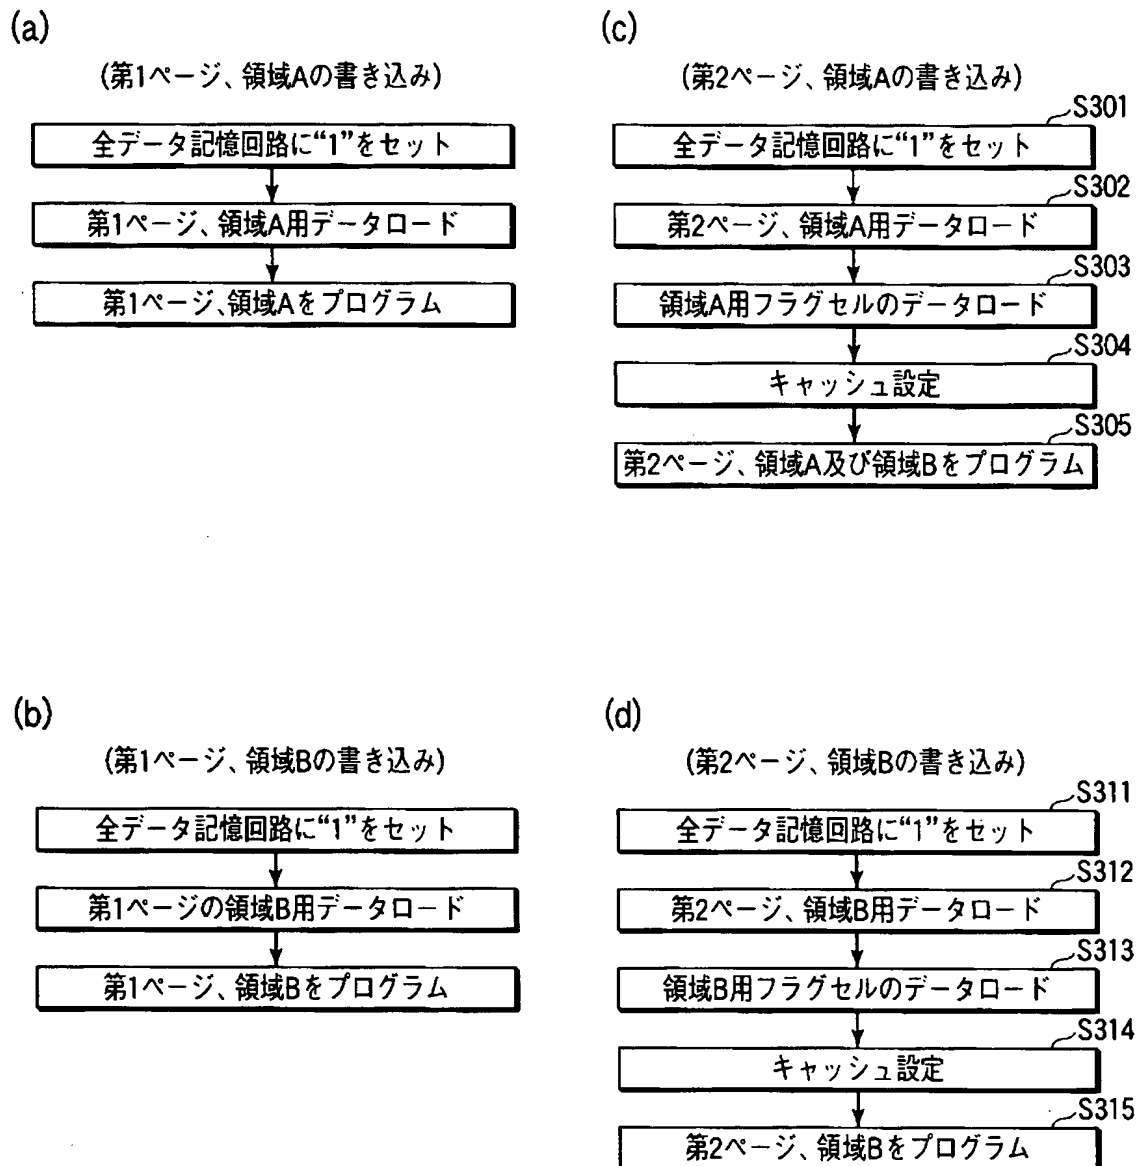 (a)
(第1ページ、領域Aの書き込み)
全データ記憶回路に“1”をセット
第1ページ、領域A用データロード
第1ページ、領域Aをプログラム
(c)
(第2ページ、領域Aの書き込み)
S301
全データ記憶回路に“1”をセット
S302
第2ページ、領域A用データロード
S303
領域A用フラグセルのデータロード
S304
キャッシュ設定
S305
第2ページ、領域A及び領域Bをプログラム
(b)
(第1ページ、領域Bの書き込み)
全データ記憶回路に“1”をセット
第1ページの領域B用データロード
第1ページ、領域Bをプログラム
(d)
(第2ページ、領域Bの書き込み)
S311
全データ記憶回路に“1”をセット
S312
第2ページ、領域B用データロード
S313
領域B用フラグセルのデータロード
S314
キャッシュ設定
S315
第2ページ、領域Bをプログラム